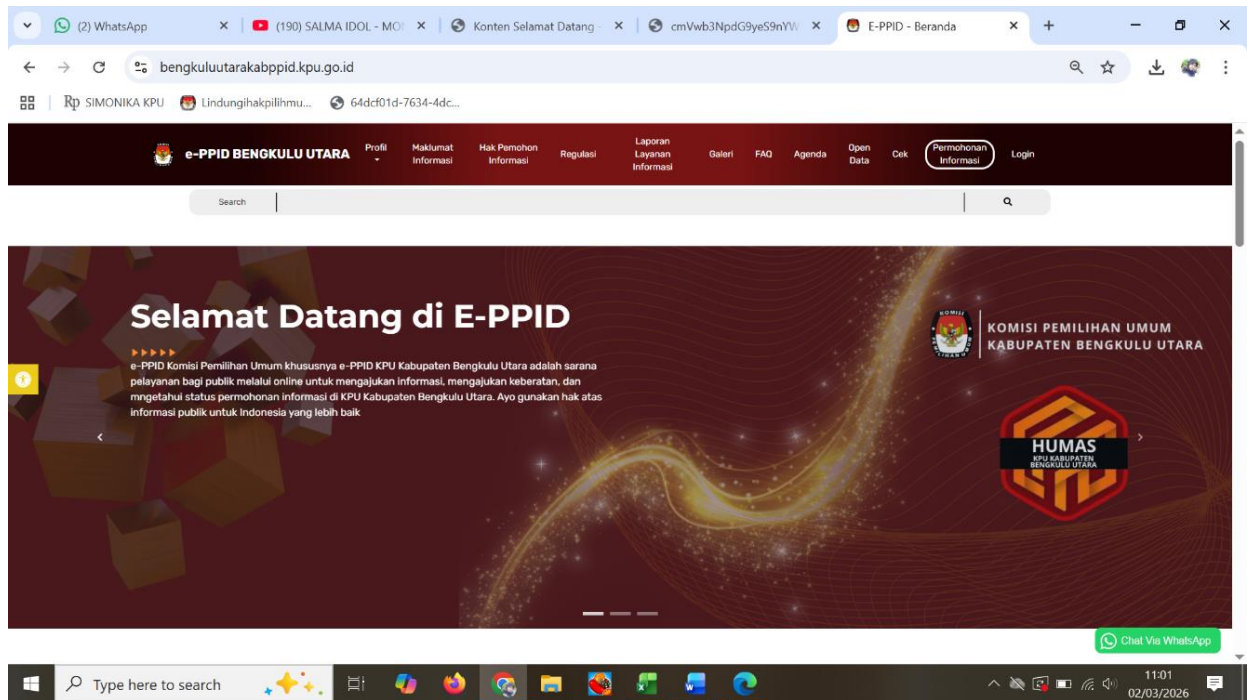 (2) WhatsApp
(190) SALMA IDOL - MO
Konten Selamat Datang -
cmVwb3NpdG9yeS9nYW
E-PPID - Beranda
bengkuluutarakabppid.kpu.go.id
Rp SIMONIKA KPU
Lindungihakpilihmu...
64dcf01d-7634-4dc...
e-PPID BENGKULU UTARA
Profil
Maklumat
Informasi
Hak Pemohon
Informasi
Regulasi
Laporan
Layanan
Informasi
Galeri
FAQ
Agenda
Open
Data
Cek
Permohonan
Informasi
Login
Search
Selamat Datang di E-PPID
e-PPID Komisi Pemilihan Umum khususnya e-PPID KPU Kabupaten Bengkulu Utara adalah sarana
pelayanan bagi publik melalui online untuk mengajukan informasi, mengajukan keberatan, dan
mngetahui status permohonan informasi di KPU Kabupaten Bengkulu Utara. Ayo gunakan hak atas
informasi publik untuk Indonesia yang lebih baik
KOMISI
PEMILIHAN UMUM
KOMISI PEMILIHAN UMUM
KABUPATEN BENGKULU UTARA
HUMAS
KPU KABUPATEN
BENGKULU UTARA
Chat Via WhatsApp
Type here to search
11:01
02/03/2026